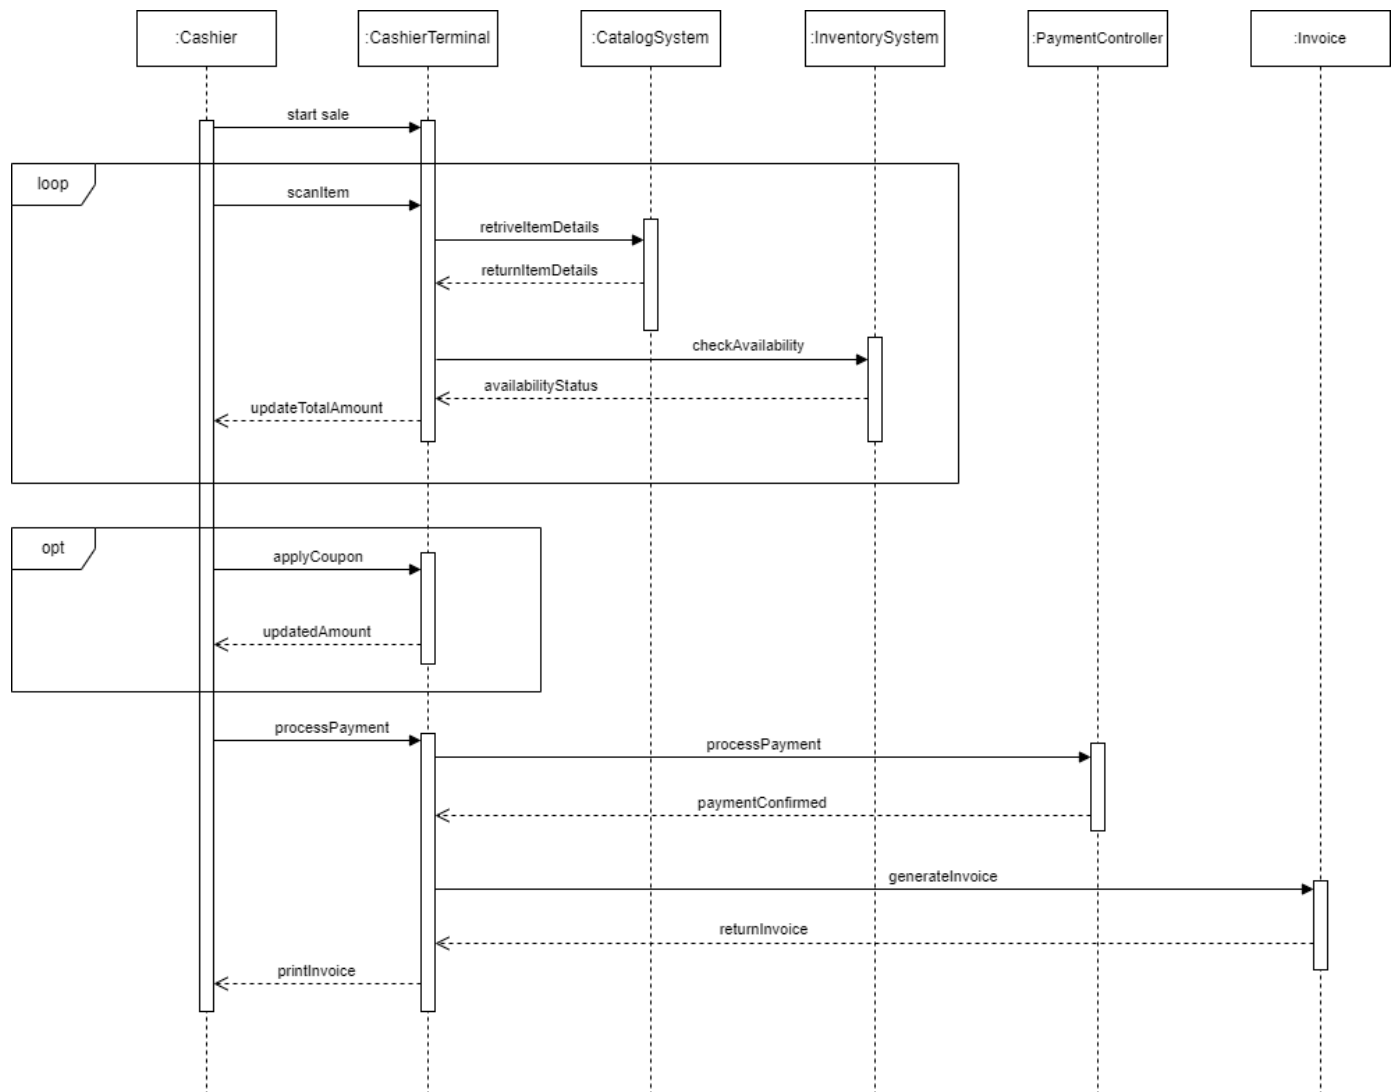 :Cashier
:CashierTerminal
:CatalogSystem
:InventorySystem
:PaymentController
:Invoice
start sale
loop
scanItem
retriveItemDetails
returnItemDetails
checkAvailability
availabilityStatus
updateTotalAmount
opt
applyCoupon
updatedAmount
processPayment
processPayment
paymentConfirmed
generateInvoice
returnInvoice
printInvoice